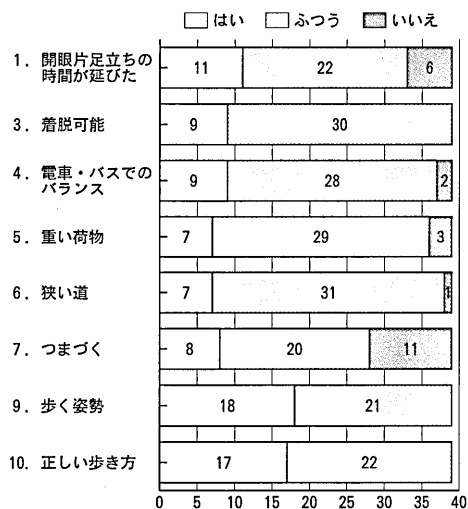 はい ふつう いいえ
1. 開眼片足立ちの
時間が延びた
11 22 6
3. 着脱可能
9 30
4. 電車・バスでの
バランス
9 28 2
5. 重い荷物
7 29 3
6. 狭い道
7 31 1
7. つまづく
8 20 11
9. 歩く姿勢
18 21
10. 正しい歩き方
17 22
0 5 10 15 20 25 30 35 40